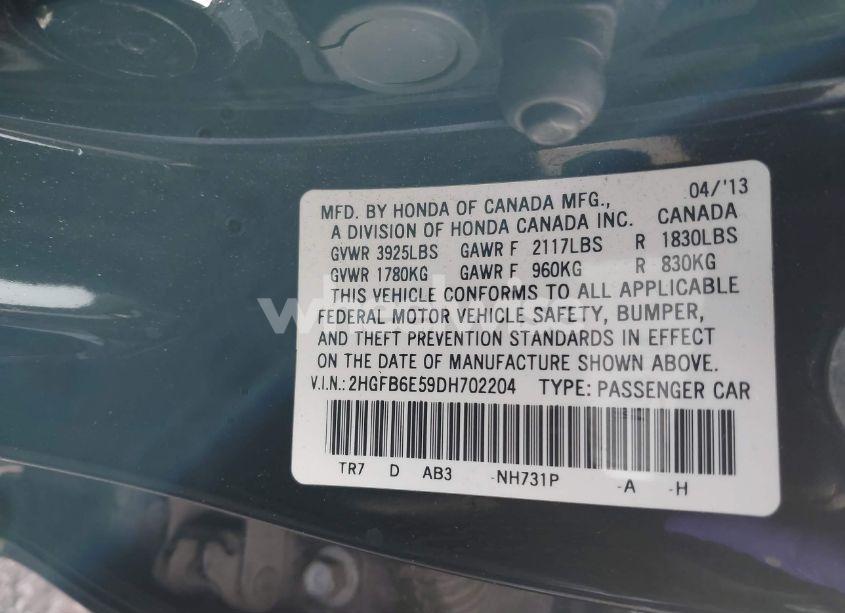 04/'13
MFD. BY HONDA OF CANADA MFG.,
A DIVISION OF HONDA CANADA INC. CANADA
GVWR 3925LBS GAWR F 2117LBS R 1830LBS
GVWR 1780KG GAWR F 960KG R 830KG
THIS VEHICLE CONFORMS TO ALL APPLICABLE
FEDERAL MOTOR VEHICLE SAFETY, BUMPER,
AND THEFT PREVENTION STANDARDS IN EFFECT
ON THE DATE OF MANUFACTURE SHOWN ABOVE.
V.I.N.:2HGFB6E59DH702204 TYPE: PASSENGER CAR
TR7 D AB3 -NH731P -A -H